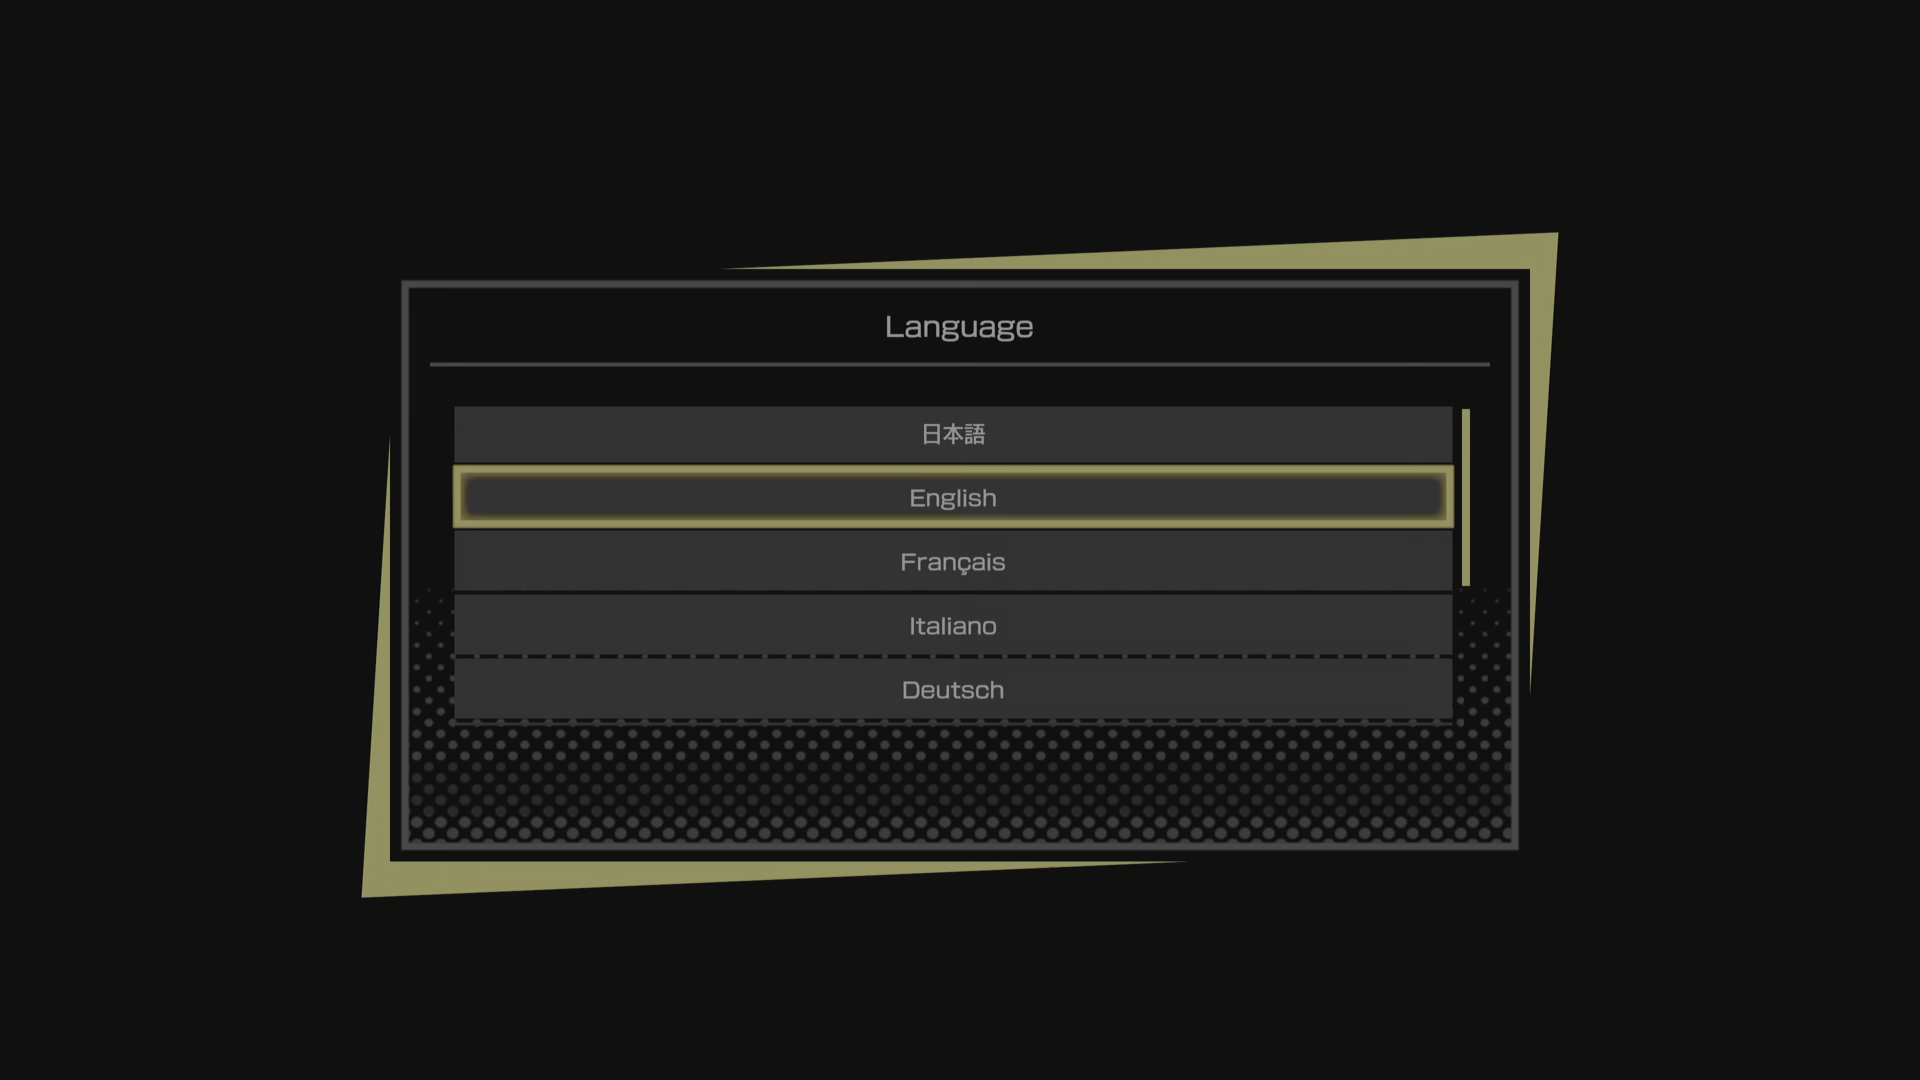 Language
日本語
English
Français
Italiano
Deutsch